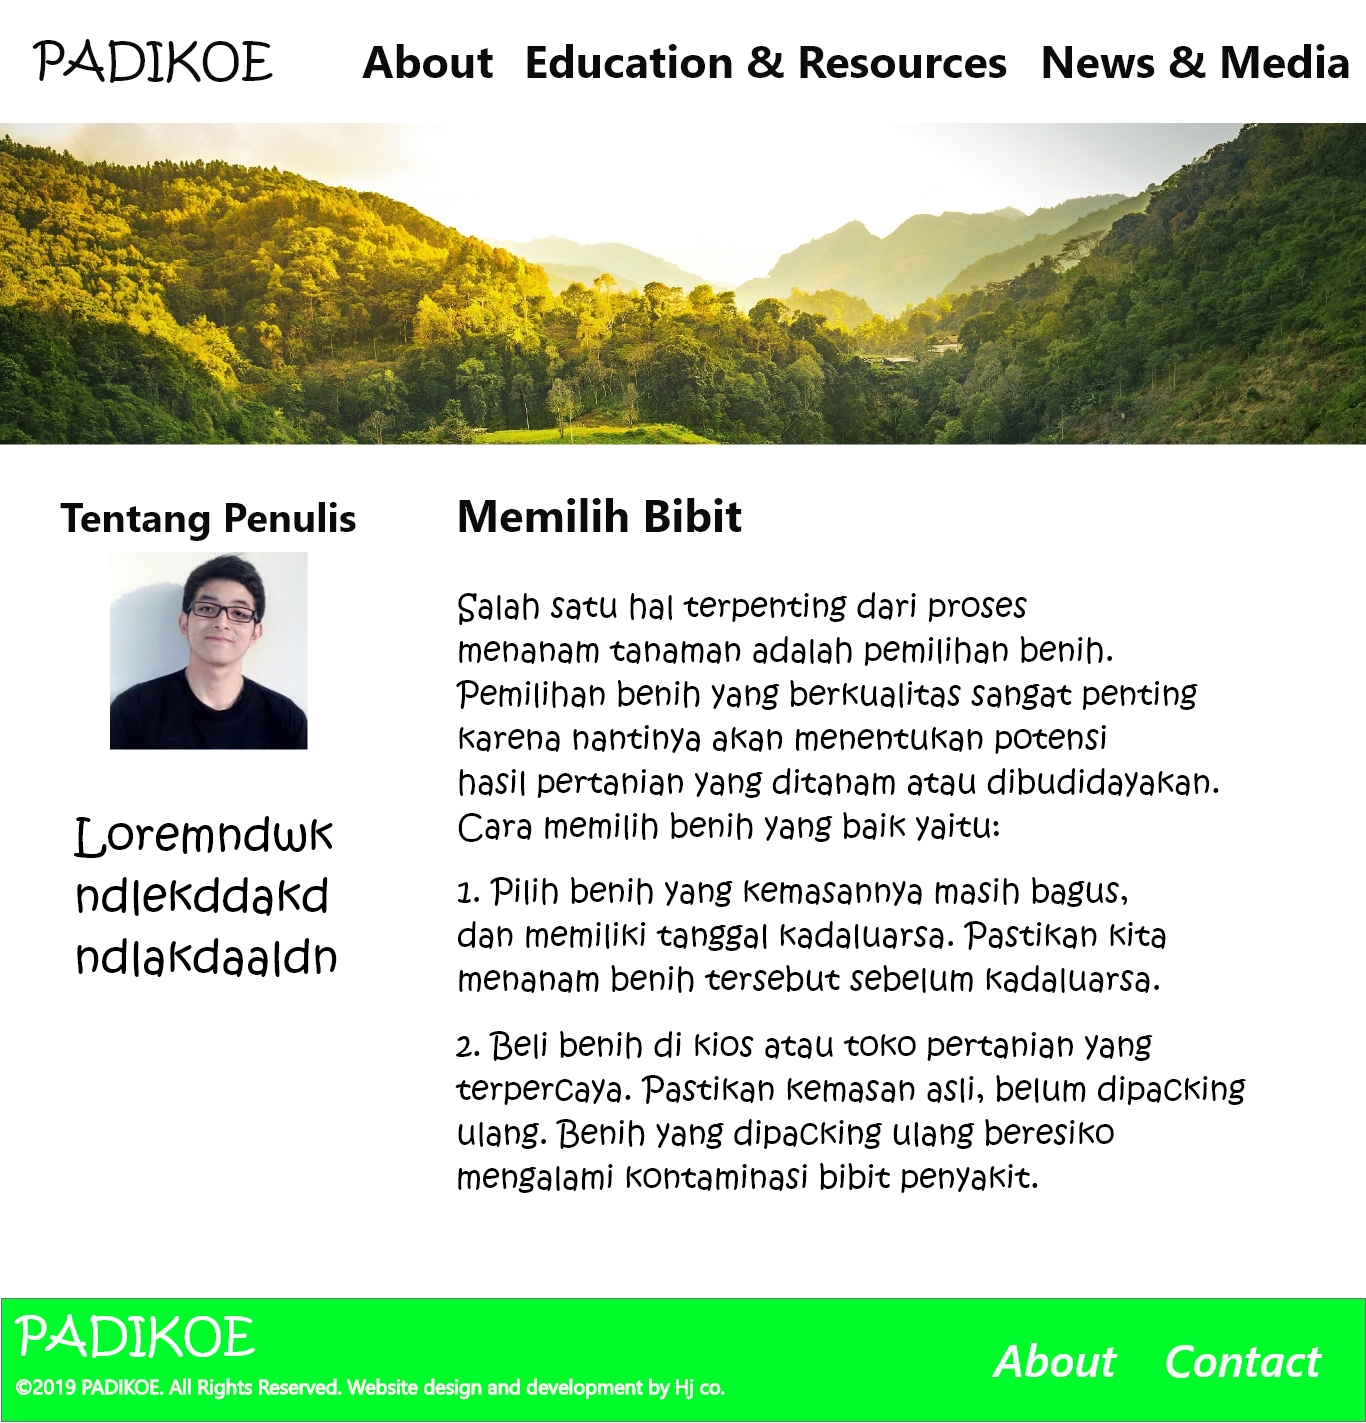 PADIKOE
About Education & Resources News & Media
Tentang Penulis
Loremndwk
ndlekddakd
ndlakdaaldn
Memilih Bibit
Salah satu hal terpenting dari proses
menanam tanaman adalah pemilihan benih.
Pemilihan benih yang berkualitas sangat penting
karena nantinya akan menentukan potensi
hasil pertanian yang ditanam atau dibudidayakan.
Cara memilih benih yang baik yaitu:
1. Pilih benih yang kemasannya masih bagus,
dan memiliki tanggal kadaluarsa. Pastikan kita
menanam benih tersebut sebelum kadaluarsa.
2. Beli benih di kios atau toko pertanian yang
terpercaya. Pastikan kemasan asli, belum dipacking
ulang. Benih yang dipacking ulang beresiko
mengalami kontaminasi bibit penyakit.
PADIKOE
©2019 PADIKOE. All Rights Reserved. Website design and development by Hj co.
About Contact